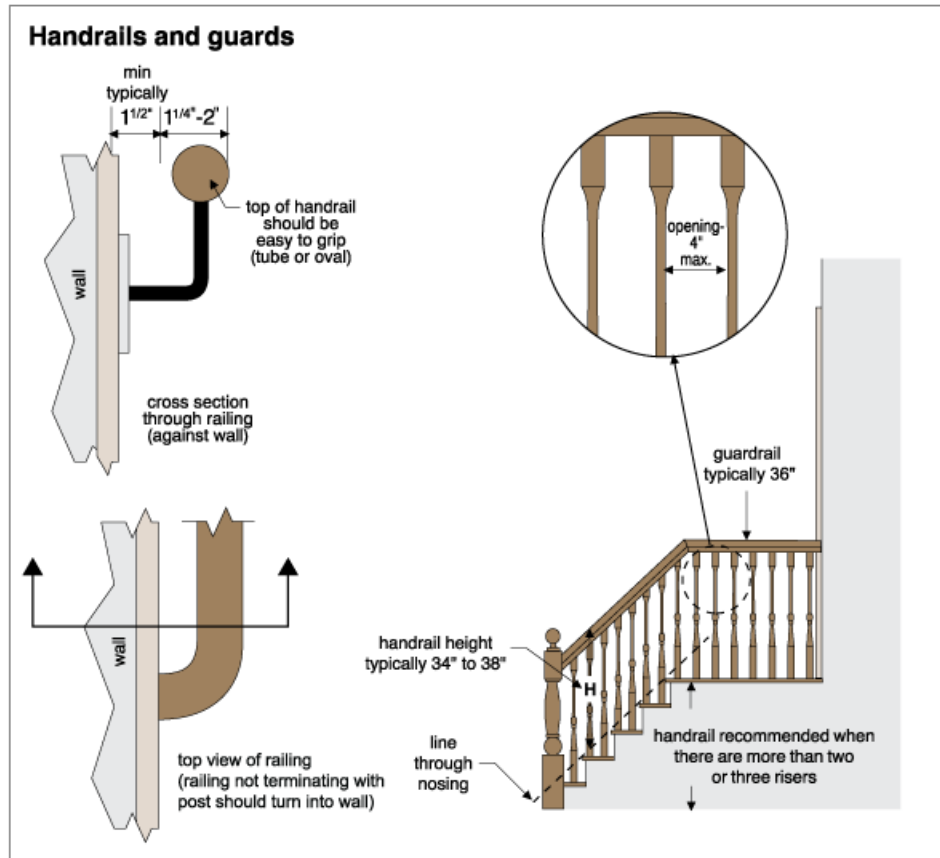 Handrails and guards
min
typically
1 1/2"
1 1/4"-2"
top of handrail
should be
easy to grip
(tube or oval)
wall
cross section
through railing
(against wall)
opening-
4"
max.
guardrail
typically 36"
handrail height
typically 34" to 38"
H
line
through
nosing
handrail recommended when
there are more than two
or three risers
wall
top view of railing
(railing not terminating with
post should turn into wall)